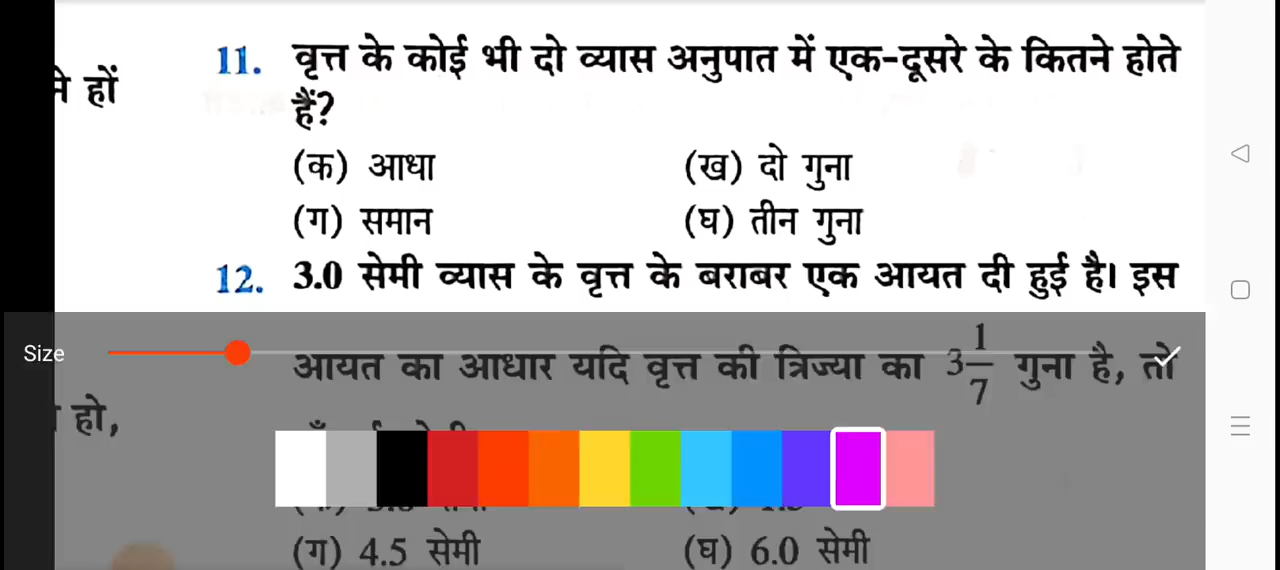 11. वृत्त के कोई भी दो व्यास अनुपात में एक-दूसरे के कितने होते
से हों
हैं?
(क) आधा (ख) दो गुना
(ग) समान (घ) तीन गुना
12. 3.0 सेमी व्यास के वृत्त के बराबर एक आयत दी हुई है। इस
Size
आयत का आधार यदि वृत्त की त्रिज्या का 3 1/7 गुना है, तो
हो,
(ग) 4.5 सेमी (घ) 6.0 सेमी